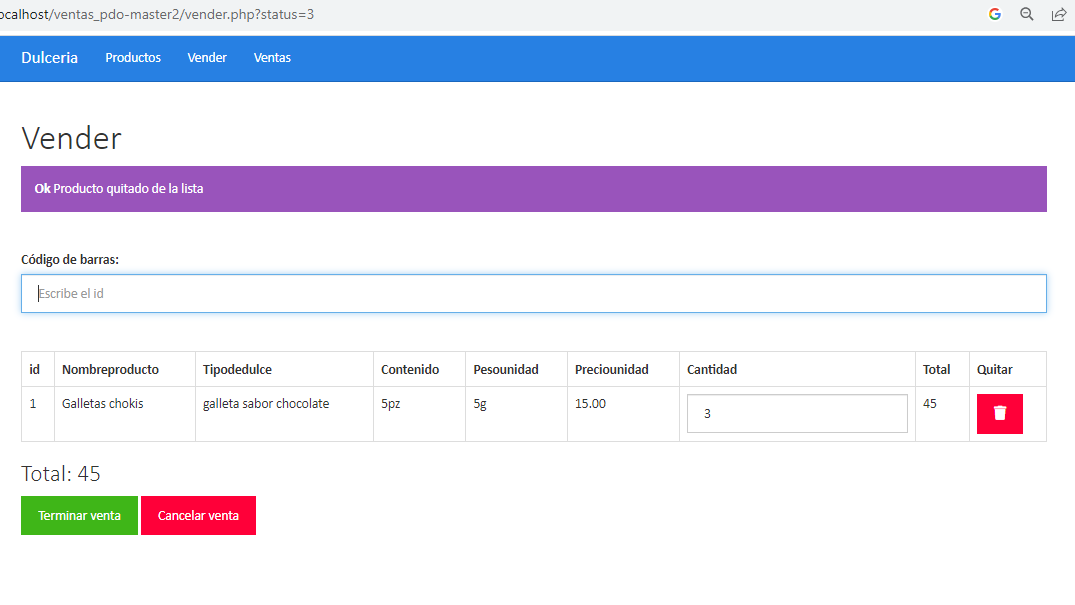 ocalhost/ventas_pdo-master2/vender.php?status=3
Dulceria Productos Vender Ventas
Vender
Ok Producto quitado de la lista
Código de barras:
Escribe el id
id Nombreproducto Tipodedulce Contenido Pesounidad Preciounidad Cantidad Total Quitar
1 Galletas chokis galleta sabor chocolate 5pz 5g 15.00 3 45
Total: 45
Terminar venta Cancelar venta